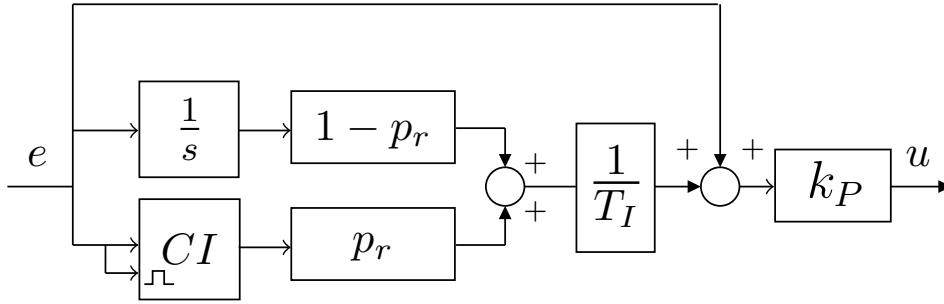 e
1/s
1 − p_r
+
+
1/T_I
+
+
k_P
u
CI
p_r